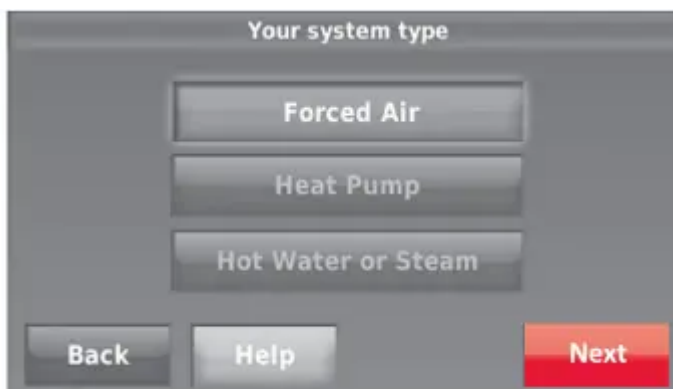 Your system type
Forced Air
Heat Pump
Hot Water or Steam
Back Help Next